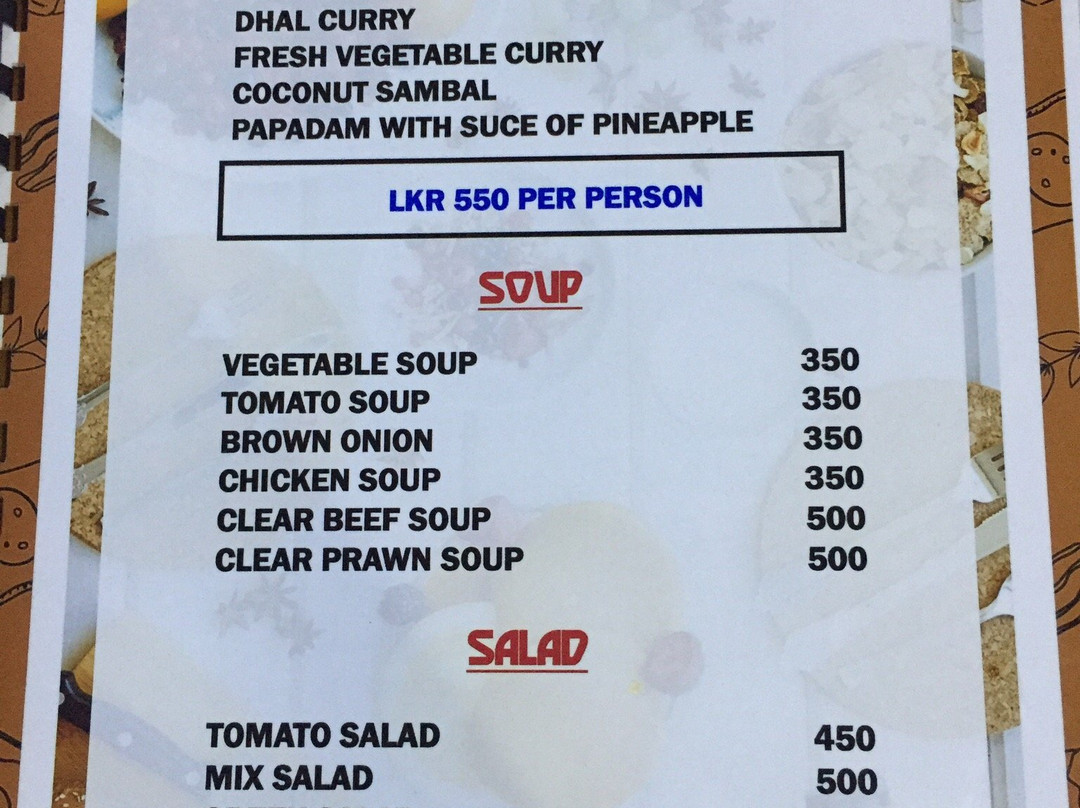 DHAL CURRY
FRESH VEGETABLE CURRY
COCONUT SAMBAL
PAPADAM WITH SUCE OF PINEAPPLE
LKR 550 PER PERSON
SOUP
VEGETABLE SOUP 350
TOMATO SOUP 350
BROWN ONION 350
CHICKEN SOUP 350
CLEAR BEEF SOUP 500
CLEAR PRAWN SOUP 500
SALAD
TOMATO SALAD 450
MIX SALAD 500